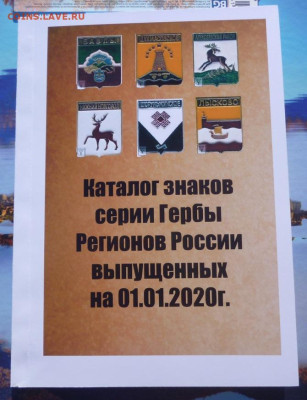 COINS.LAVE.RU
Каталог знаков
серии Гербы
Регионов России
выпущенных
на 01.01.2020г.